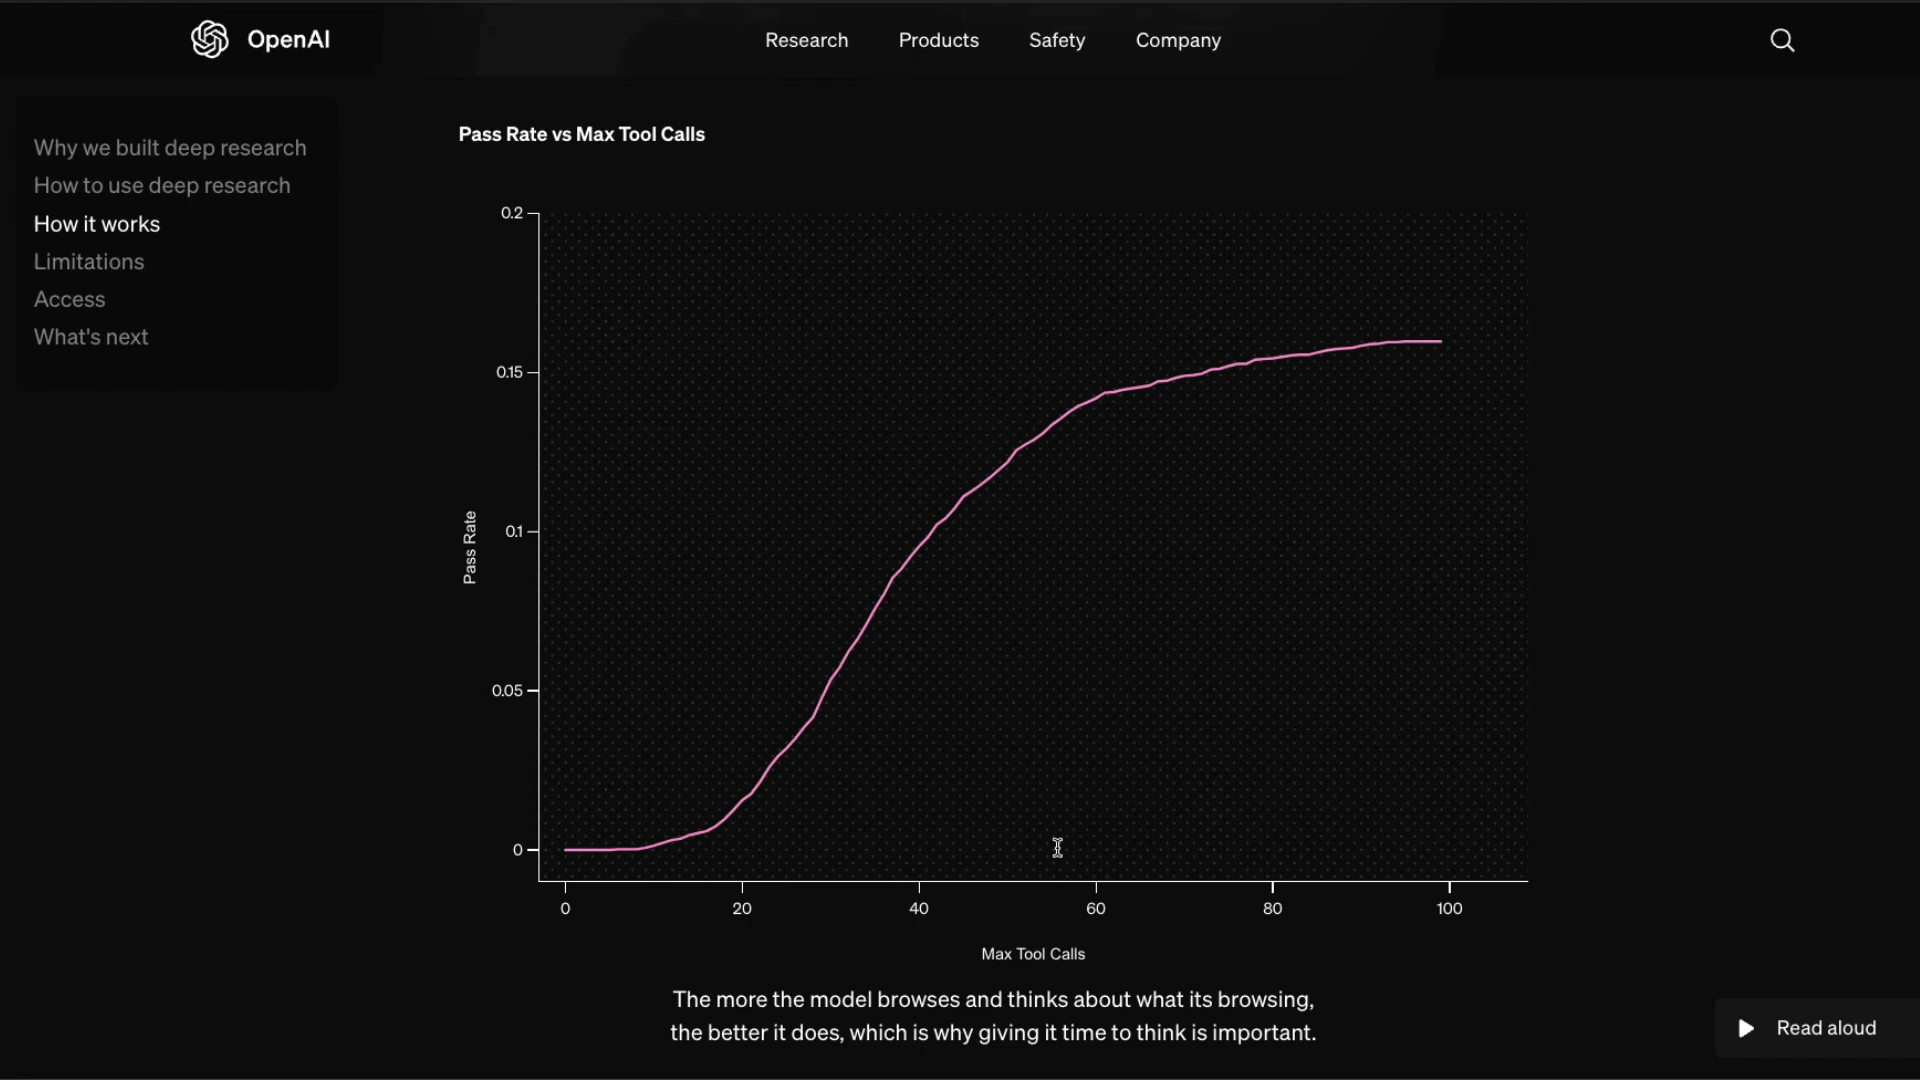 OpenAI
Research
Products
Safety
Company
Why we built deep research
How to use deep research
How it works
Limitations
Access
What's next
Pass Rate vs Max Tool Calls
0.2
0.15
0.1
0.05
0
Pass Rate
0
20
40
60
80
100
Max Tool Calls
The more the model browses and thinks about what its browsing,
the better it does, which is why giving it time to think is important.
Read aloud